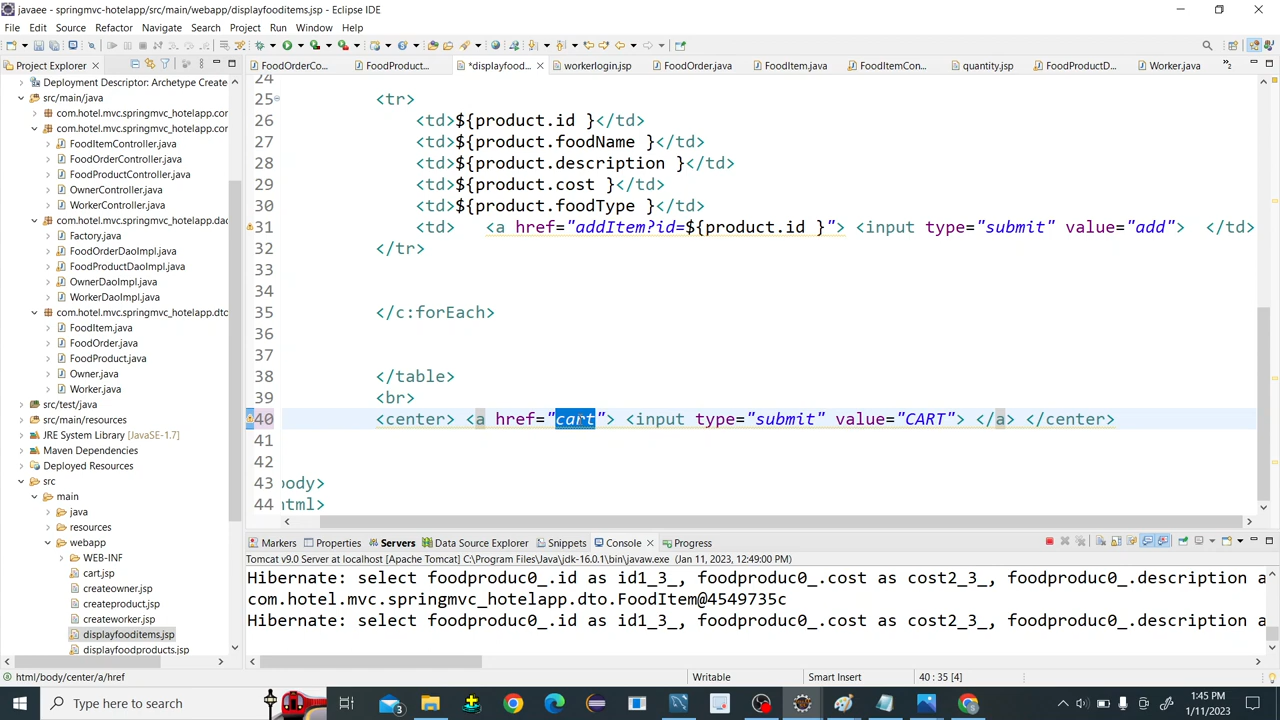 javaee - springmvc-hotelapp/src/main/webapp/displayfooditems.jsp - Eclipse IDE
File Edit Source Refactor Navigate Search Project Run Window Help
Project Explorer
FoodOrderCo...
FoodProduct...
*displayfood...
workerlogin.jsp
FoodOrder.java
FoodItem.java
FoodItemCon...
quantity.jsp
FoodProductD...
Worker.java
Deployment Descriptor: Archetype Create
src/main/java
com.hotel.mvc.springmvc_hotelapp.cor
com.hotel.mvc.springmvc_hotelapp.cor
FoodItemController.java
FoodOrderController.java
FoodProductController.java
OwnerController.java
WorkerController.java
com.hotel.mvc.springmvc_hotelapp.dao
Factory.java
FoodOrderDaoImpl.java
FoodProductDaoImpl.java
OwnerDaoImpl.java
WorkerDaoImpl.java
com.hotel.mvc.springmvc_hotelapp.dto
FoodItem.java
FoodOrder.java
FoodProduct.java
Owner.java
Worker.java
src/test/java
src/main/resources
JRE System Library [JavaSE-1.7]
Maven Dependencies
Deployed Resources
src
main
java
resources
webapp
WEB-INF
cart.jsp
createowner.jsp
createproduct.jsp
createworker.jsp
displayfooditems.jsp
displayfoodproducts.jsp
24
25 <tr>
26 <td>${product.id }</td>
27 <td>${product.foodName }</td>
28 <td>${product.description }</td>
29 <td>${product.cost }</td>
30 <td>${product.foodType }</td>
31 <td> <a href="addItem?id=${product.id }"> <input type="submit" value="add"> </td>
32 </tr>
33
34
35 </c:forEach>
36
37
38 </table>
39 <br>
40 <center> <a href="cart"> <input type="submit" value="CART"> </a> </center>
41
42
43 body>
44 html>
Markers Properties Servers Data Source Explorer Snippets Console Progress
Tomcat v9.0 Server at localhost [Apache Tomcat] C:\Program Files\Java\jdk-16.0.1\bin\javaw.exe (Jan 11, 2023, 12:49:00 PM)
Hibernate: select foodproduc0_.id as id1_3_, foodproduc0_.cost as cost2_3_, foodproduc0_.description a
com.hotel.mvc.springmvc_hotelapp.dto.FoodItem@4549735c
Hibernate: select foodproduc0_.id as id1_3_, foodproduc0_.cost as cost2_3_, foodproduc0_.description a
html/body/center/a/href
Writable
Smart Insert
40 : 35 [4]
Type here to search
3
1:45 PM
1/11/2023